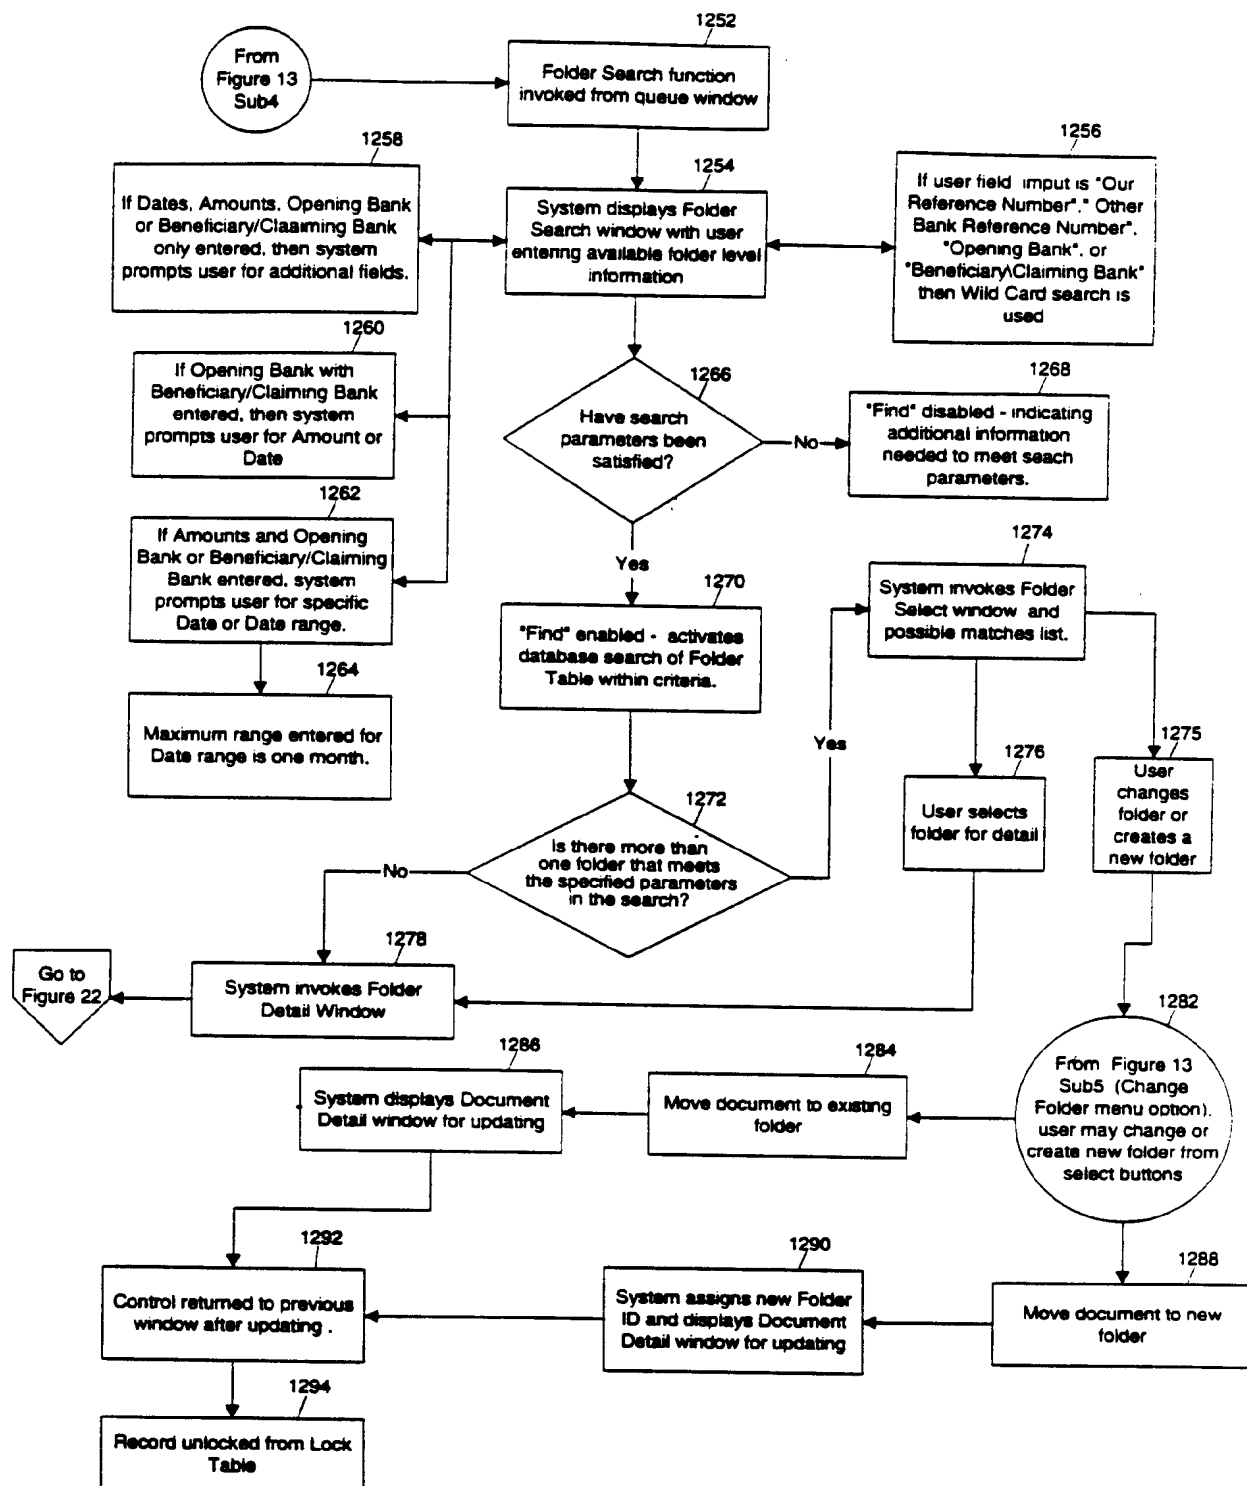 1252
From
Figure 13
Sub4
Folder Search function
invoked from queue window
1258
If Dates, Amounts, Opening Bank
or Beneficiary/Claaiming Bank
only entered, then system
prompts user for additional fields.
1254
System displays Folder
Search window with user
entering available folder level
information
1256
If user field imput is "Our
Reference Number"," Other
Bank Reference Number",
"Opening Bank", or
"Beneficiary\Claiming Bank"
then Wild Card search is
used
1260
If Opening Bank with
Beneficiary/Claiming Bank
entered, then system
prompts user for Amount or
Date
1266
Have search
parameters been
satisfied?
No
1268
"Find" disabled - indicating
additional information
needed to meet seach
parameters.
1262
If Amounts and Opening
Bank or Beneficiary/Claiming
Bank entered, system
prompts user for specific
Date or Date range.
Yes
1270
"Find" enabled - activates
database search of Folder
Table within criteria.
1274
System invokes Folder
Select window and
possible matches list.
1264
Maximum range entered for
Date range is one month.
Yes
1275
User
changes
folder or
creates a
new folder
1276
User selects
folder for detail
1272
Is there more than
one folder that meets
the specified parameters
in the search?
No
1278
System invokes Folder
Detail Window
Go to
Figure 22
1282
From Figure 13
Sub5 (Change
Folder menu option),
user may change or
create new folder from
select buttons
1284
Move document to existing
folder
1286
System displays Document
Detail window for updating
1288
Move document to new
folder
1290
System assigns new Folder
ID and displays Document
Detail window for updating
1292
Control returned to previous
window after updating .
1294
Record unlocked from Lock
Table